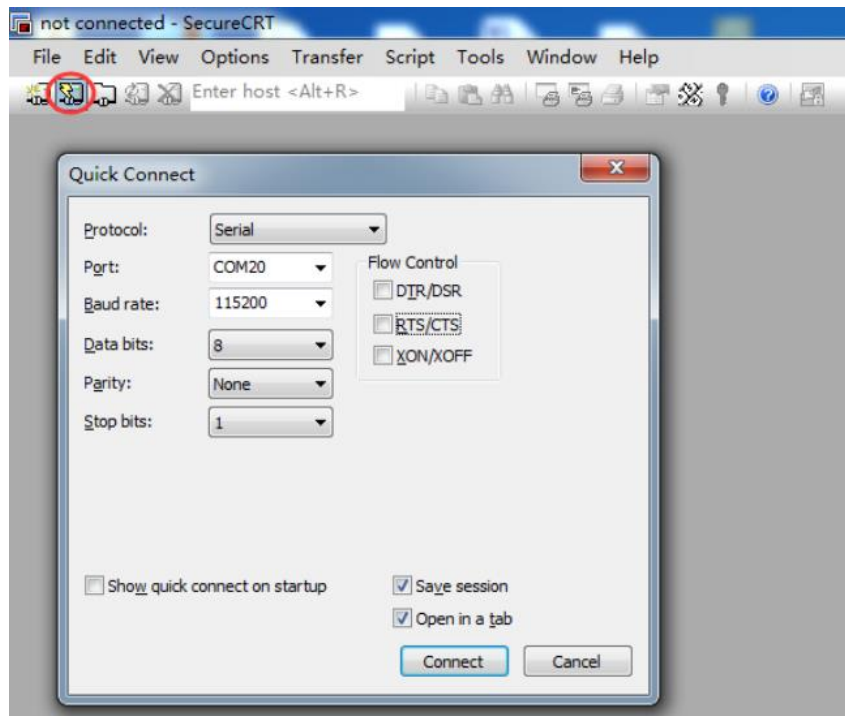 not connected - SecureCRT
File Edit View Options Transfer Script Tools Window Help
Enter host <Alt+R>
Quick Connect
Protocol: Serial
Port: COM20
Flow Control
Baud rate: 115200
DTR/DSR
RTS/CTS
Data bits: 8
XON/XOFF
Parity: None
Stop bits: 1
Show quick connect on startup
Save session
Open in a tab
Connect Cancel